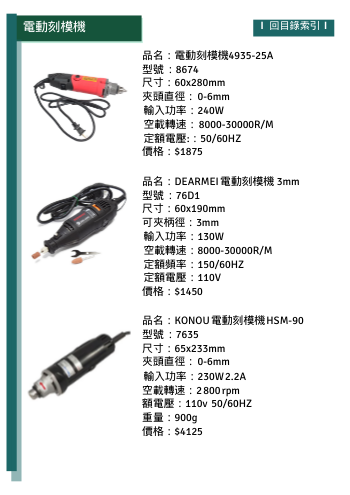 電動刻模機
I 回目錄索引 I
品名：電動刻模機4935-25A
型號 ：8674
尺寸：60x280mm
夾頭直徑： 0-6mm
輸入功率：240W
空載轉速： 8000-30000R/M
定額電壓:：50/60HZ
價格：$1875
品名：DEARMEI 電動刻模機 3mm
型號 ：76D1
尺寸：60x190mm
可夾柄徑：3mm
輸入功率：130W
空載轉速：8000-30000R/M
定額頻率：150/60HZ
定額電壓：110V
價格：$1450
品名：KONOU 電動刻模機 HSM-90
型號 ：7635
尺寸：65x233mm
夾頭直徑： 0-6mm
輸入功率：230W 2.2A
空載轉速：2800 rpm
額電壓：110v 50/60HZ
重量：900g
價格：$4125